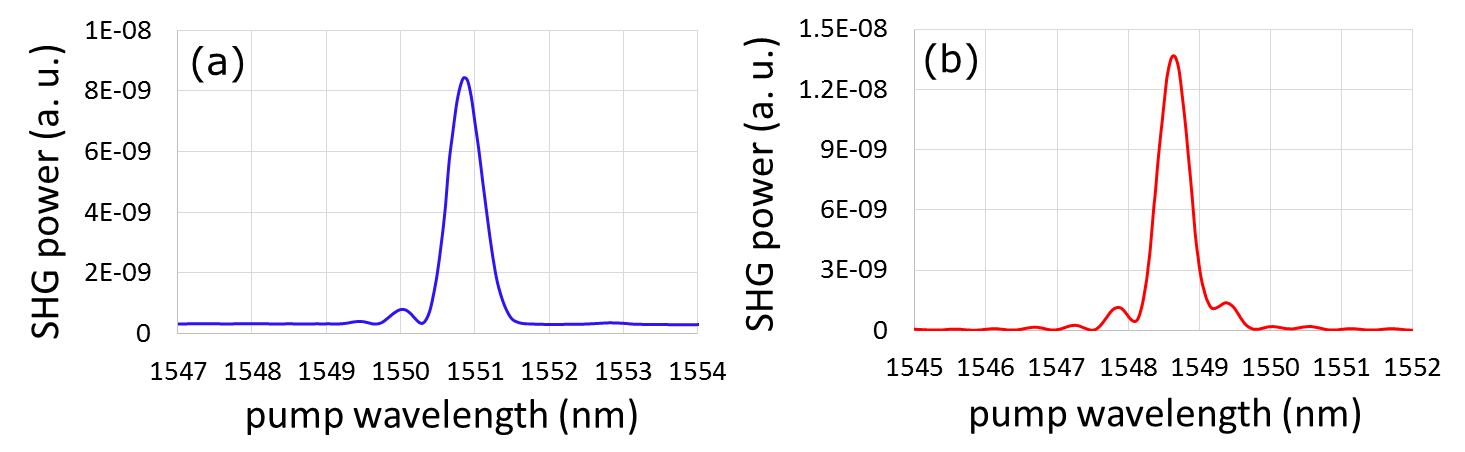 (a)
SHG power (a. u.)
1E-08
8E-09
6E-09
4E-09
2E-09
0
1547 1548 1549 1550 1551 1552 1553 1554
pump wavelength (nm)
(b)
SHG power (a. u.)
1.5E-08
1.2E-08
9E-09
6E-09
3E-09
0
1545 1546 1547 1548 1549 1550 1551 1552
pump wavelength (nm)